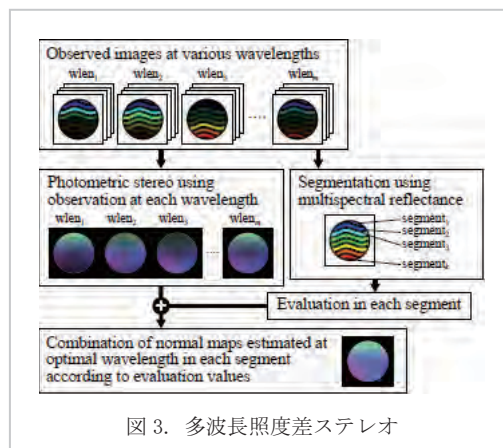 Observed images at various wavelengths
wlen₁ wlen₂ wlen₃ wlenₘ
....
Photometric stereo using
observation at each wavelength
wlen₁ wlen₂ wlen₃ wlenₘ
....
Segmentation using
multispectral reflectance
segment₁
segment₂
segment₃
segmentₖ
Evaluation in each segment
Combination of normal maps estimated at
optimal wavelength in each segment
according to evaluation values
図 3. 多波長照度差ステレオ